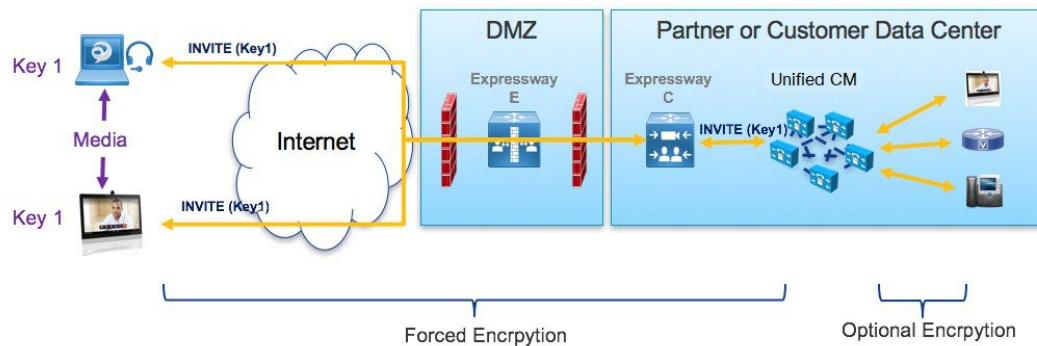 DMZ
Partner or Customer Data Center
Key 1
INVITE (Key1)
Expressway
E
Expressway
C
Unified CM
Media
Internet
INVITE (Key1)
V
Key 1
INVITE (Key1)
Forced Encrpytion
Optional Encrpytion